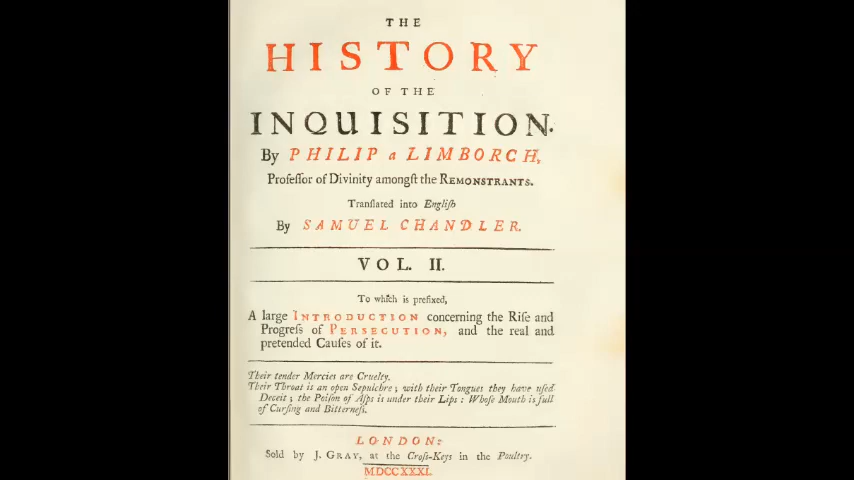 THE
HISTORY
OF THE
INQUISITION.
By PHILIP a LIMBORCH,
Profeſſor of Divinity amongſt the REMONSTRANTS.
Tranſlated into Engliſh
By SAMUEL CHANDLER.
VOL. II.
To which is prefixed,
A large INTRODUCTION concerning the Riſe and
Progreſs of PERSECUTION, and the real and
pretended Cauſes of it.
Their tender Mercies are Cruelty.
Their Throat is an open Sepulchre; with their Tongues they have uſed
Deceit; the Poiſon of Aſps is under their Lips: Whoſe Mouth is full
of Curſing and Bitterneſs.
LONDON:
Sold by J. GRAY, at the Croſs-Keys in the Poultry.
MDCCXXXI.